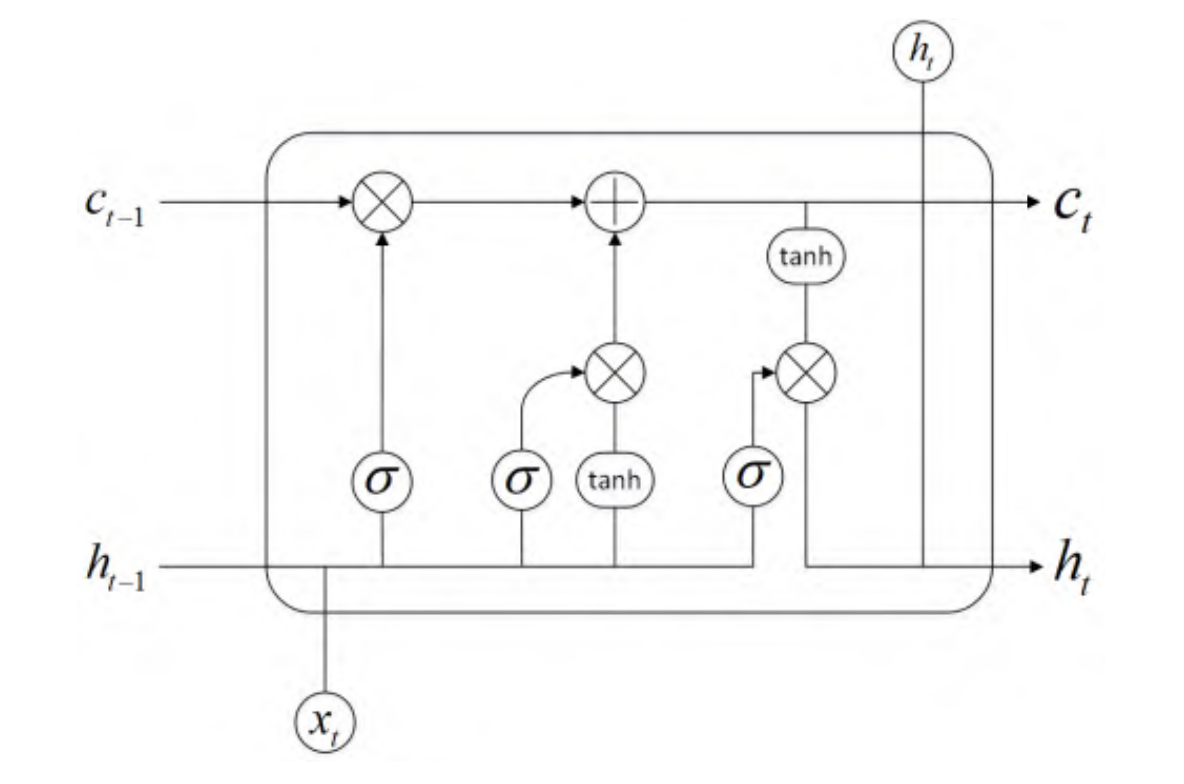 h_t
c_{t-1}
c_t
tanh
σ
σ
tanh
σ
h_{t-1}
h_t
x_t